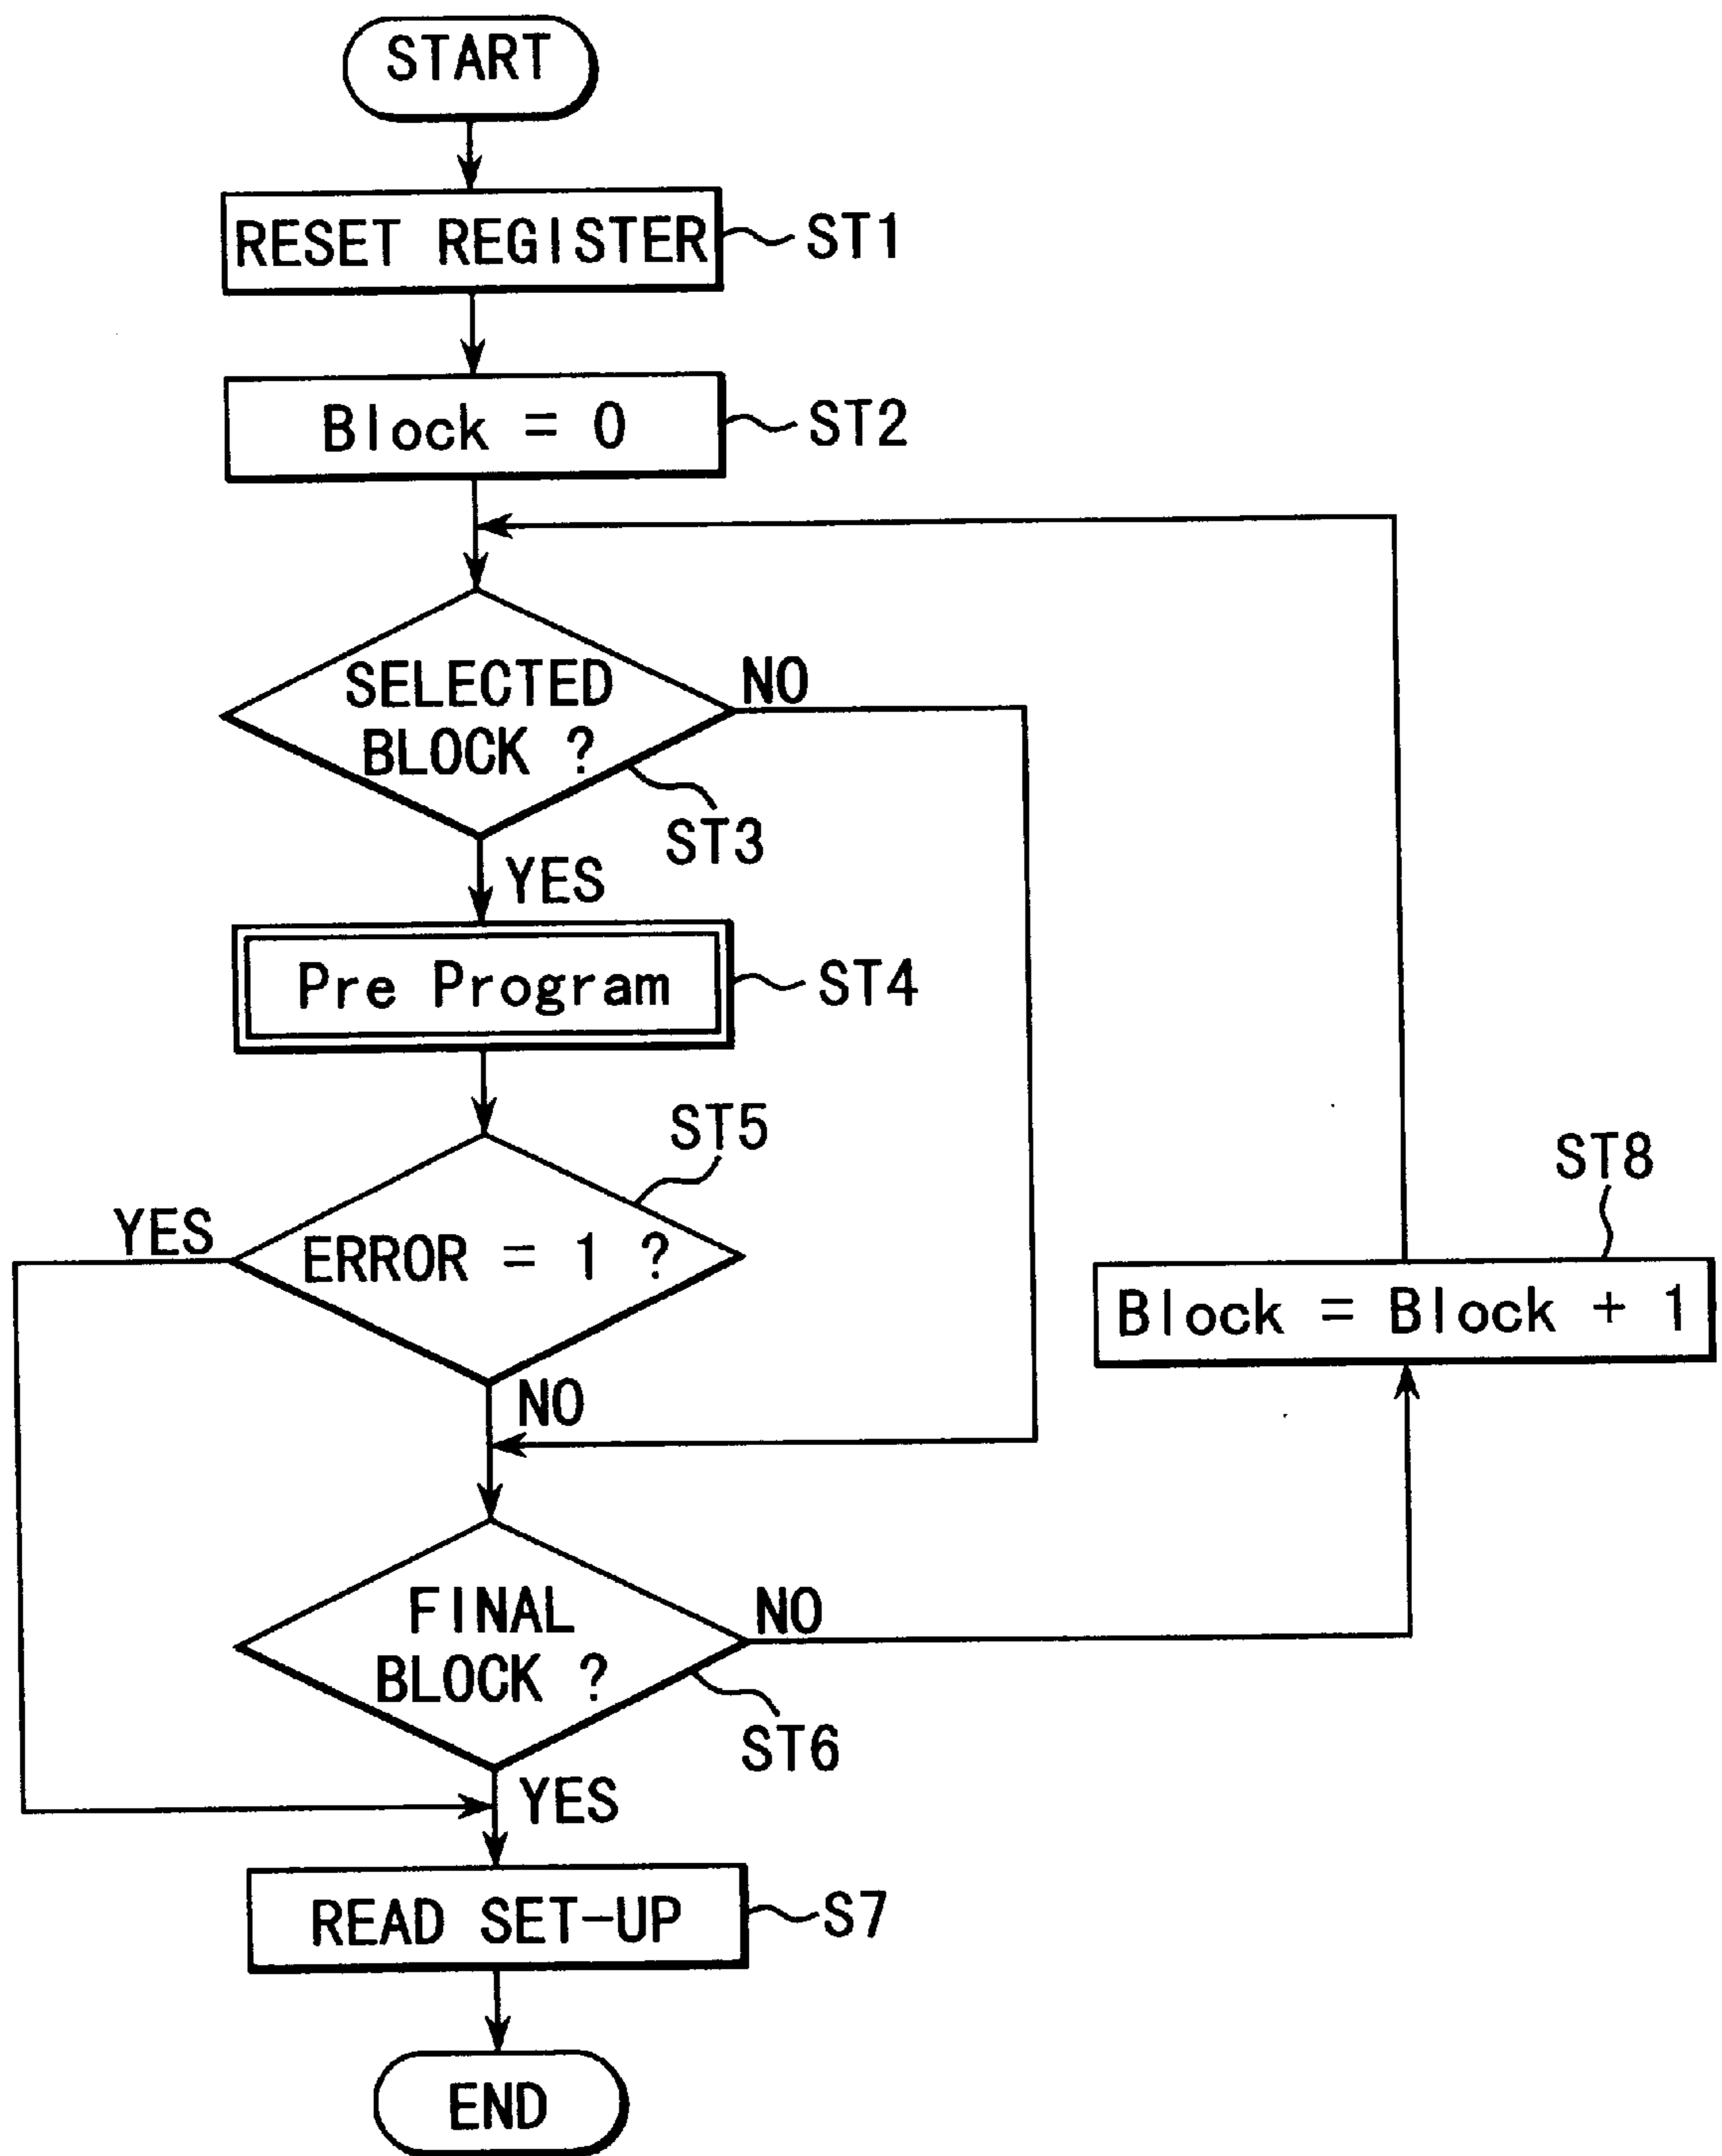 START
RESET REGISTER
ST1
Block = 0
ST2
SELECTED
BLOCK ?
NO
ST3
YES
Pre Program
ST4
ST5
YES
ERROR = 1 ?
NO
ST8
Block = Block + 1
FINAL
BLOCK ?
NO
ST6
YES
READ SET-UP
S7
END